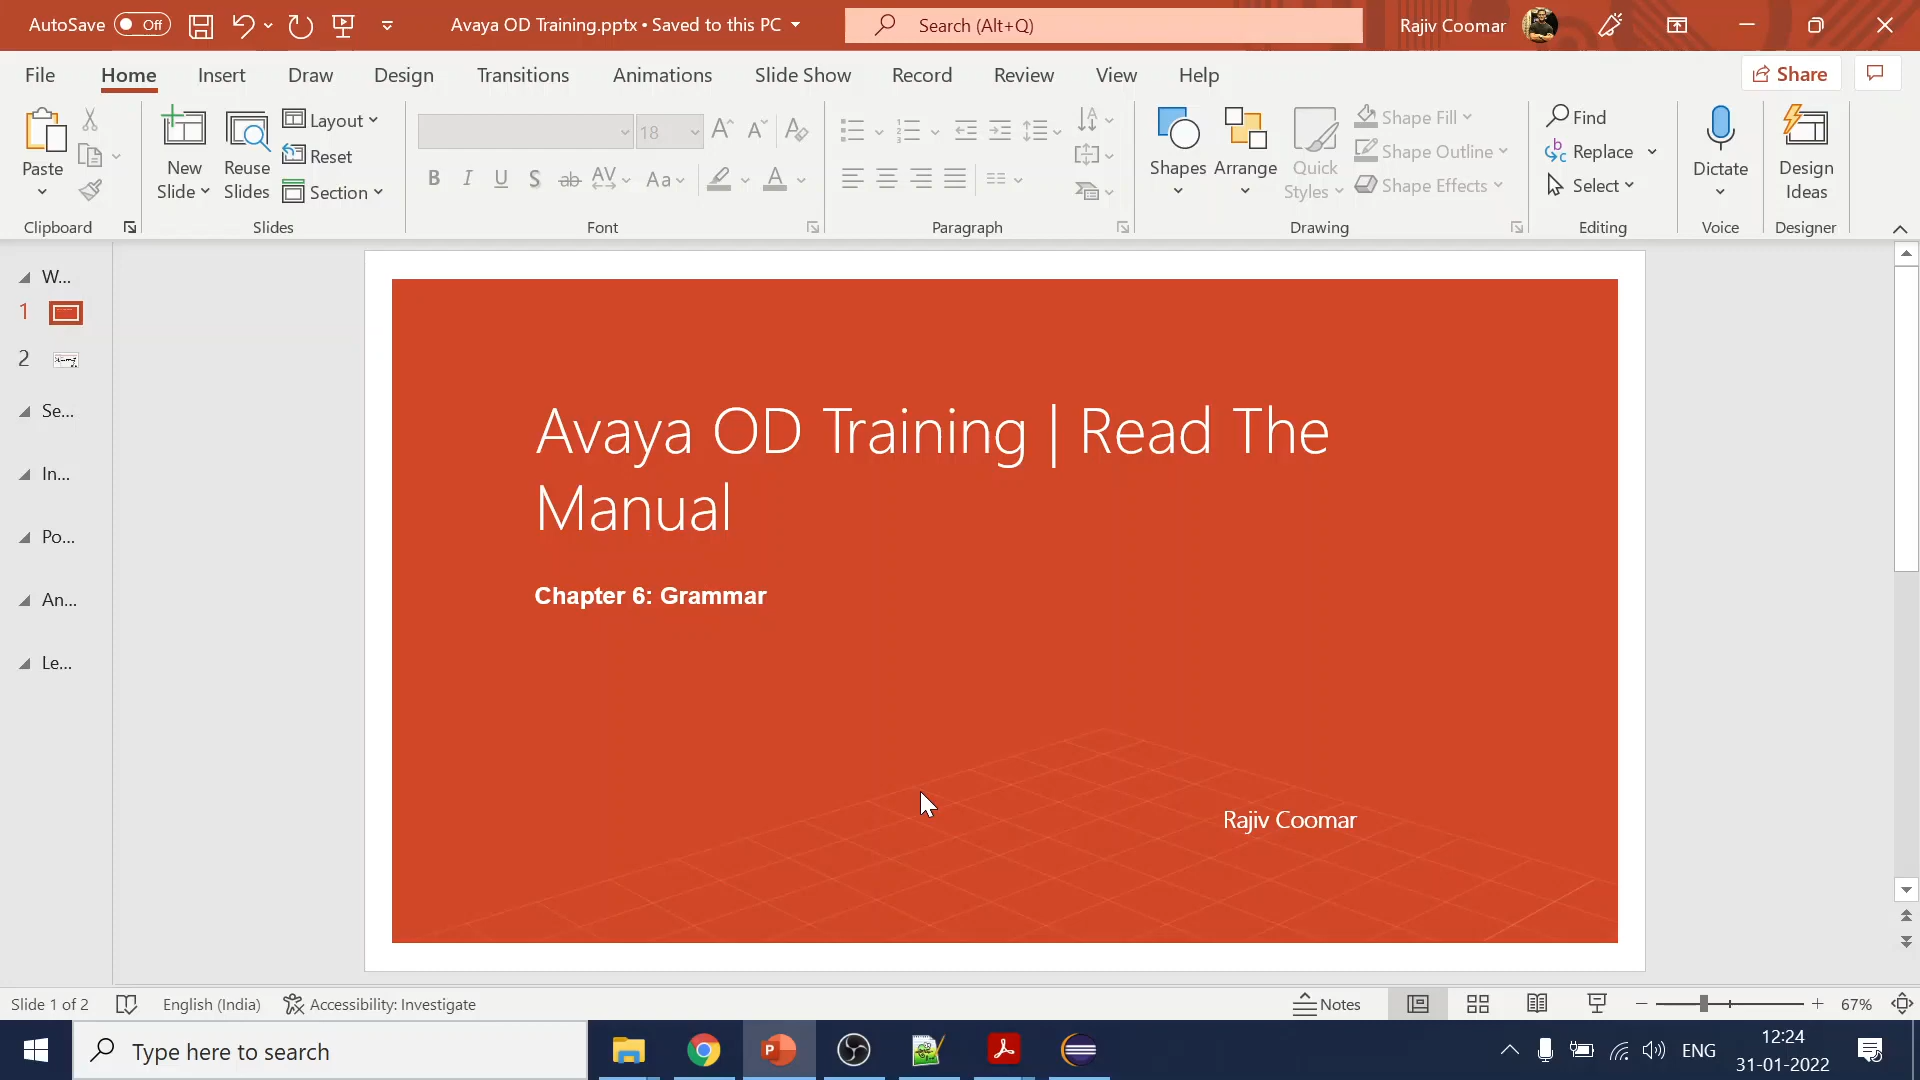 AutoSave Off Avaya OD Training.pptx • Saved to this PC Search (Alt+Q) Rajiv Coomar
File Home Insert Draw Design Transitions Animations Slide Show Record Review View Help Share
Paste New Slide Reuse Slides Layout Reset Section
18
B I U S ab AV Aa A
Shapes Arrange Quick Styles Shape Fill Shape Outline Shape Effects
Find Replace Select
Dictate Design Ideas
Clipboard Slides Font Paragraph Drawing Editing Voice Designer
W...
1
2
Se...
In...
Po...
An...
Le...
Avaya OD Training | Read The
Manual
Chapter 6: Grammar
Rajiv Coomar
Slide 1 of 2 English (India) Accessibility: Investigate Notes 67%
Type here to search ENG 12:24
31-01-2022